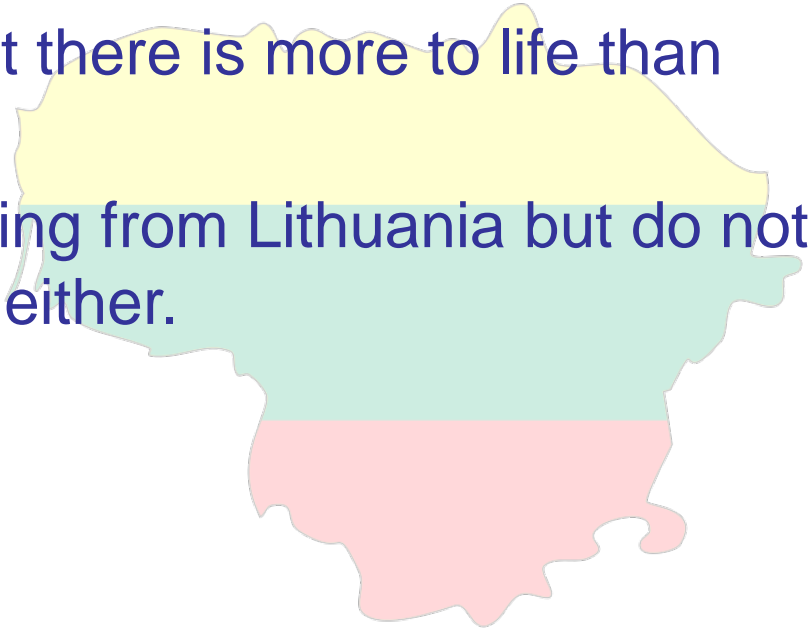 t there is more to life than
ing from Lithuania but do not
either.